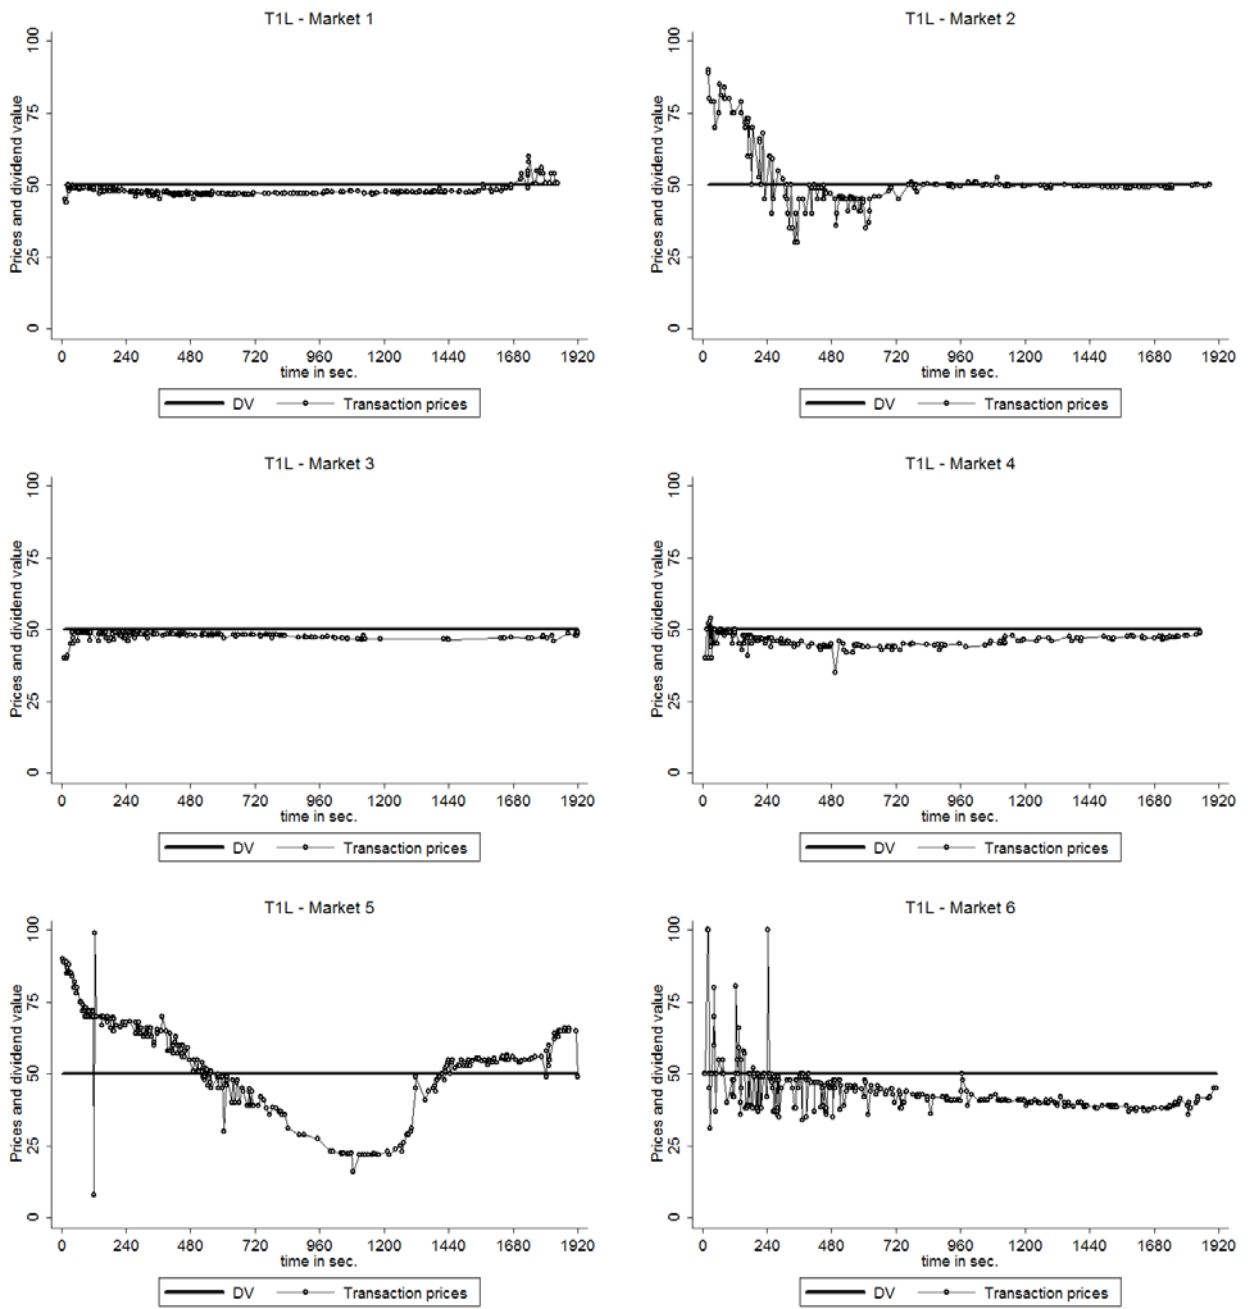 T1L - Market 1
Prices and dividend value
0 25 50 75 100
0 240 480 720 960 1200 1440 1680 1920
time in sec.
DV Transaction prices
T1L - Market 2
Prices and dividend value
0 25 50 75 100
0 240 480 720 960 1200 1440 1680 1920
time in sec.
DV Transaction prices
T1L - Market 3
Prices and dividend value
0 25 50 75 100
0 240 480 720 960 1200 1440 1680 1920
time in sec.
DV Transaction prices
T1L - Market 4
Prices and dividend value
0 25 50 75 100
0 240 480 720 960 1200 1440 1680 1920
time in sec.
DV Transaction prices
T1L - Market 5
Prices and dividend value
0 25 50 75 100
0 240 480 720 960 1200 1440 1680 1920
time in sec.
DV Transaction prices
T1L - Market 6
Prices and dividend value
0 25 50 75 100
0 240 480 720 960 1200 1440 1680 1920
time in sec.
DV Transaction prices